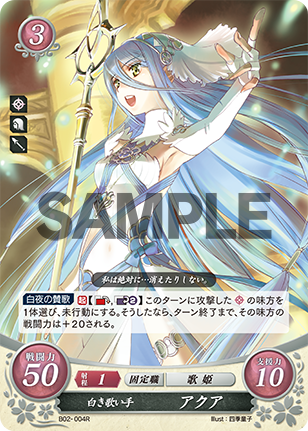 3
SAMPLE
私は絶対に…消えたりしない。
白夜の賛歌 起 このターンに攻撃した の味方を
1体選び、未行動にする。そうしたなら、ターン終了まで、その味方の
戦闘力は+20される。
戦闘力
50
射程 1 固定職 歌姫
支援力
10
白き歌い手 アクア
B02-004R Illust:四季童子